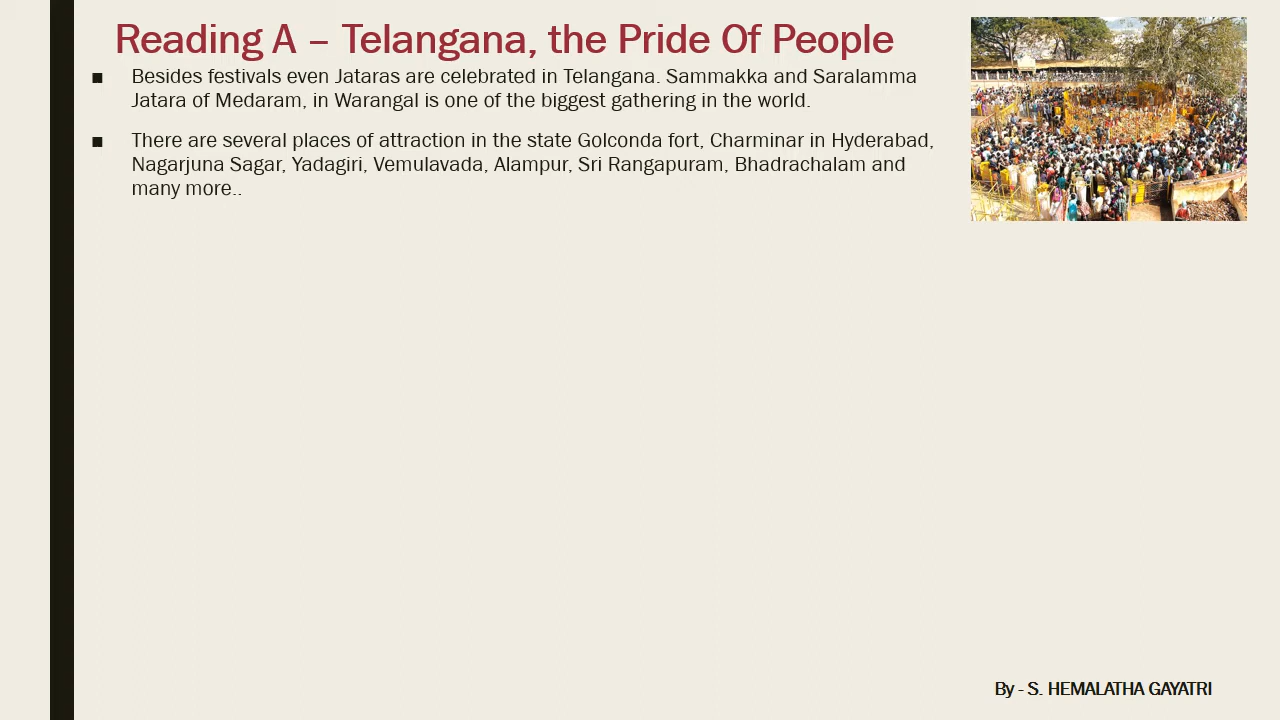 Reading A – Telangana, the Pride Of People
■ Besides festivals even Jataras are celebrated in Telangana. Sammakka and Saralamma
Jatara of Medaram, in Warangal is one of the biggest gathering in the world.
■ There are several places of attraction in the state Golconda fort, Charminar in Hyderabad,
Nagarjuna Sagar, Yadagiri, Vemulavada, Alampur, Sri Rangapuram, Bhadrachalam and
many more..
By - S. HEMALATHA GAYATRI